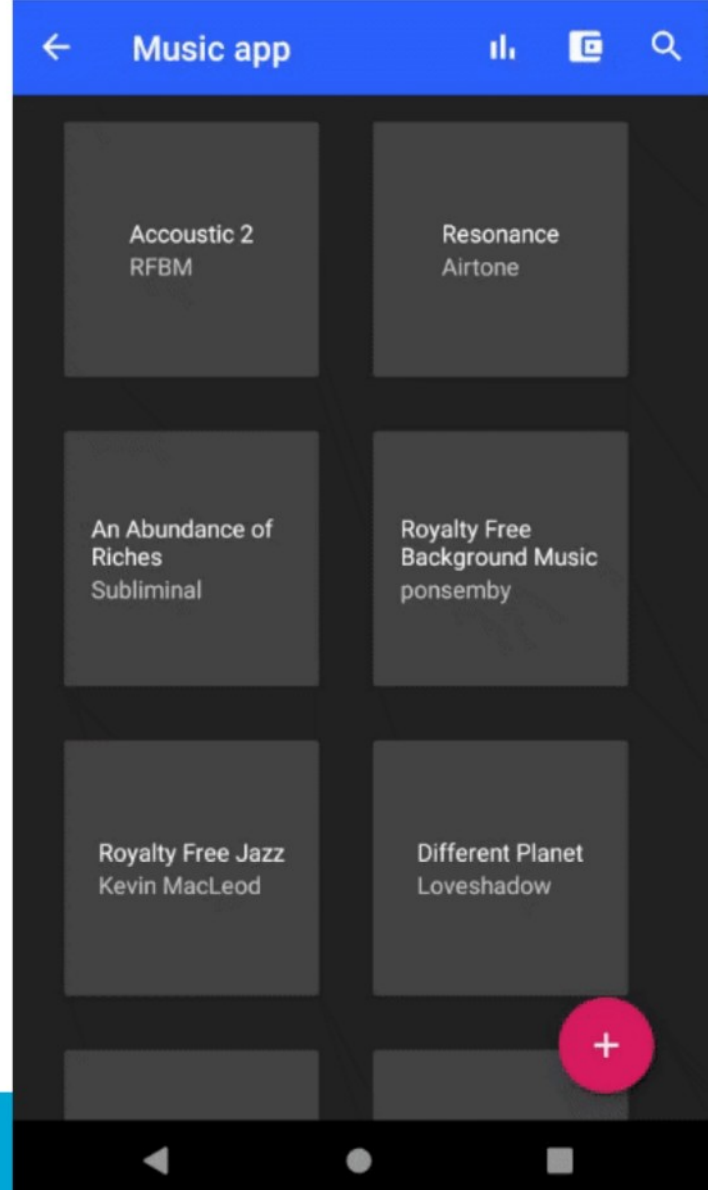 Music app
Accoustic 2
RFBM
Resonance
Airtone
An Abundance of
Riches
Subliminal
Royalty Free
Background Music
ponsemby
Royalty Free Jazz
Kevin MacLeod
Different Planet
Loveshadow